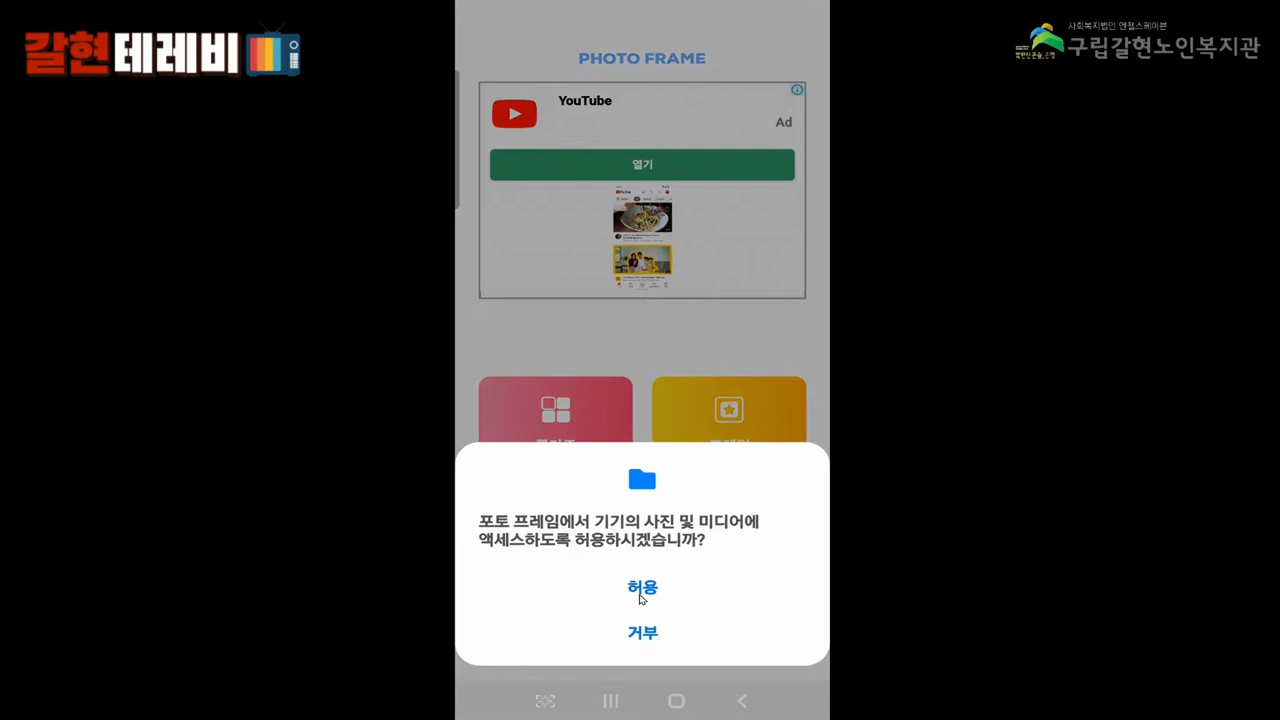 갈현테레비
사회복지법인 엔젤스헤이븐
구립갈현노인복지관
PHOTO FRAME
YouTube
Ad
열기
포토 프레임에서 기기의 사진 및 미디어에
액세스하도록 허용하시겠습니까?
허용
거부